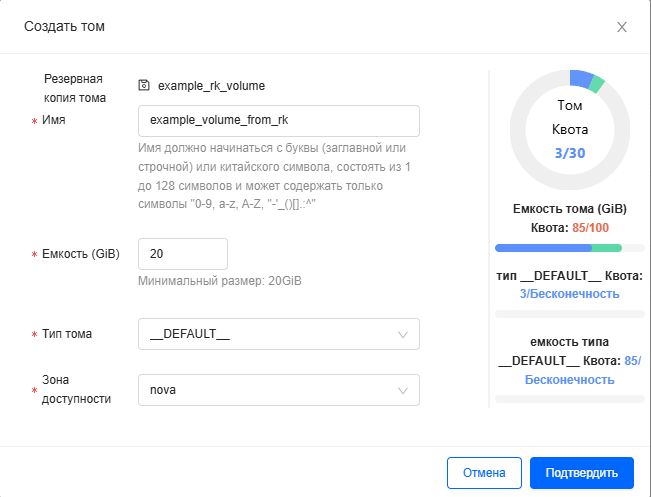 Создать том
Резервная
копия тома
example_rk_volume
* Имя
example_volume_from_rk
Имя должно начинаться с буквы (заглавной или
строчной) или китайского символа, состоять из 1
до 128 символов и может содержать только
символы "0-9, a-z, A-Z, "-'_()[].:^"
* Емкость (GiB)
20
Минимальный размер: 20GiB
* Тип тома
__DEFAULT__
* Зона
доступности
nova
Том
Квота
3/30
Емкость тома (GiB)
Квота: 85/100
тип __DEFAULT__ Квота:
3/Бесконечность
емкость типа
__DEFAULT__ Квота: 85/
Бесконечность
Отмена
Подтвердить